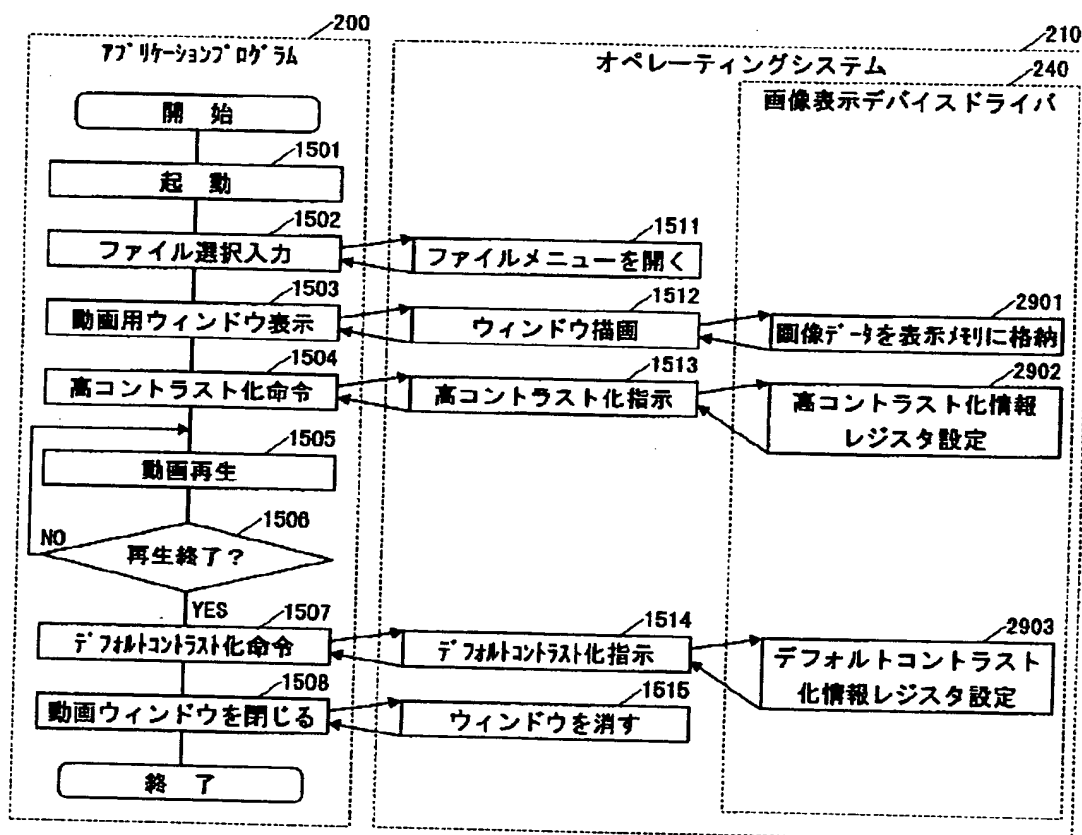 200
アプリケーションプログラム
210
オペレーティングシステム
240
画像表示デバイスドライバ
開 始
1501
起 動
1502
ファイル選択入力
1511
ファイルメニューを開く
1503
動画用ウィンドウ表示
1512
ウィンドウ描画
2901
画像データを表示メモリに格納
1504
高コントラスト化命令
1513
高コントラスト化指示
2902
高コントラスト化情報
レジスタ設定
1505
動画再生
1506
NO
再生終了?
YES
1507
デフォルトコントラスト化命令
1514
デフォルトコントラスト化指示
2903
デフォルトコントラスト
化情報レジスタ設定
1508
動画ウィンドウを閉じる
1515
ウィンドウを消す
終 了